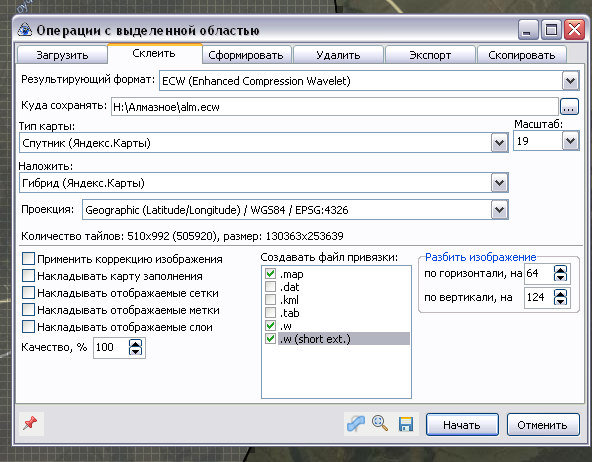 Операции с выделенной областью
Загрузить Склеить Сформировать Удалить Экспорт Скопировать
Результирующий формат: ECW (Enhanced Compression Wavelet)
Куда сохранять: H:\Алмазное\alm.ecw ...
Тип карты: Масштаб:
Спутник (Яндекс.Карты) 19
Наложить:
Гибрид (Яндекс.Карты)
Проекция: Geographic (Latitude/Longitude) / WGS84 / EPSG:4326
Количество тайлов: 510x992 (505920), размер: 130363x253639
Применить коррекцию изображения
Накладывать карту заполнения
Накладывать отображаемые сетки
Накладывать отображаемые метки
Накладывать отображаемые слои
Качество, % 100
Создавать файл привязки:
.map
.dat
.kml
.tab
.w
.w (short ext.)
Разбить изображение
по горизонтали, на 64
по вертикали, на 124
Начать Отменить